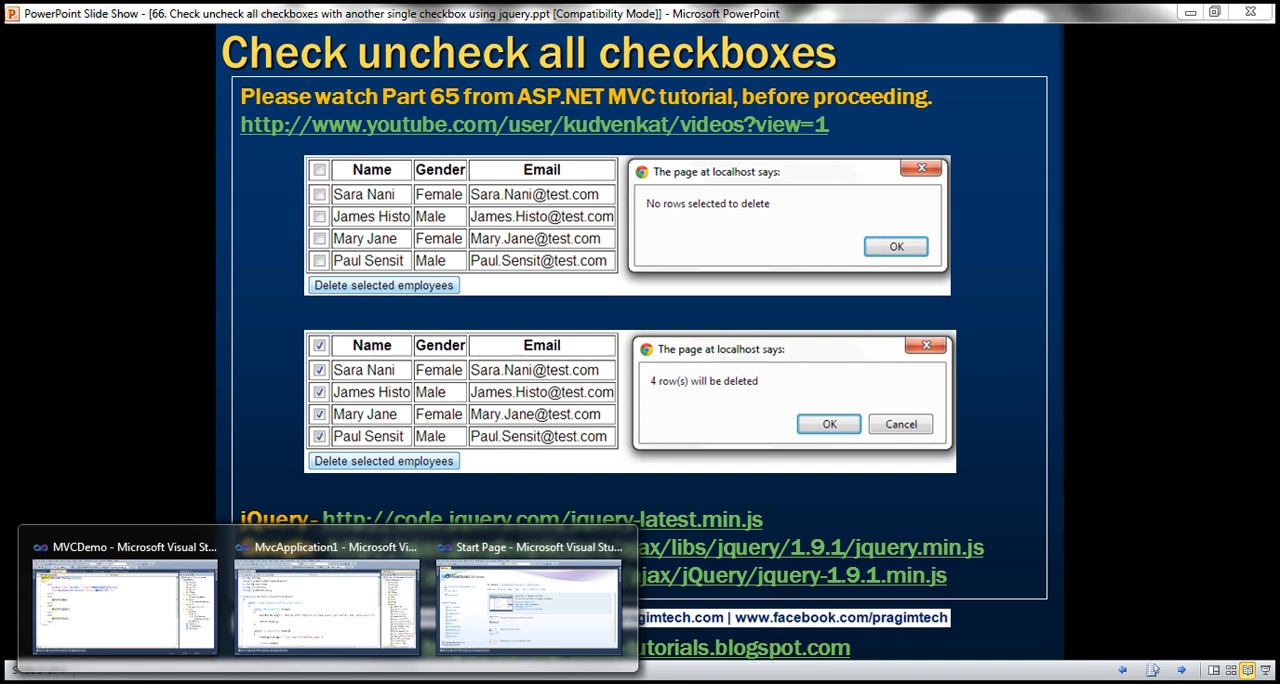 PowerPoint Slide Show - [66. Check uncheck all checkboxes with another single checkbox using jquery.ppt [Compatibility Mode]] - Microsoft PowerPoint
Check uncheck all checkboxes
Please watch Part 65 from ASP.NET MVC tutorial, before proceeding.
http://www.youtube.com/user/kudvenkat/videos?view=1
Name Gender Email
Sara Nani Female Sara.Nani@test.com
James Histo Male James.Histo@test.com
Mary Jane Female Mary.Jane@test.com
Paul Sensit Male Paul.Sensit@test.com
Delete selected employees
The page at localhost says:
No rows selected to delete
OK
Name Gender Email
Sara Nani Female Sara.Nani@test.com
James Histo Male James.Histo@test.com
Mary Jane Female Mary.Jane@test.com
Paul Sensit Male Paul.Sensit@test.com
Delete selected employees
The page at localhost says:
4 row(s) will be deleted
OK Cancel
jQuery - http://code.jquery.com/jquery-latest.min.js
ax/libs/jquery/1.9.1/jquery.min.js
jax/jQuery/jquery-1.9.1.min.js
gimtech.com | www.facebook.com/pragimtech
utorials.blogspot.com
MVCDemo - Microsoft Visual St...
MvcApplication1 - Microsoft Vi...
Start Page - Microsoft Visual Stu...